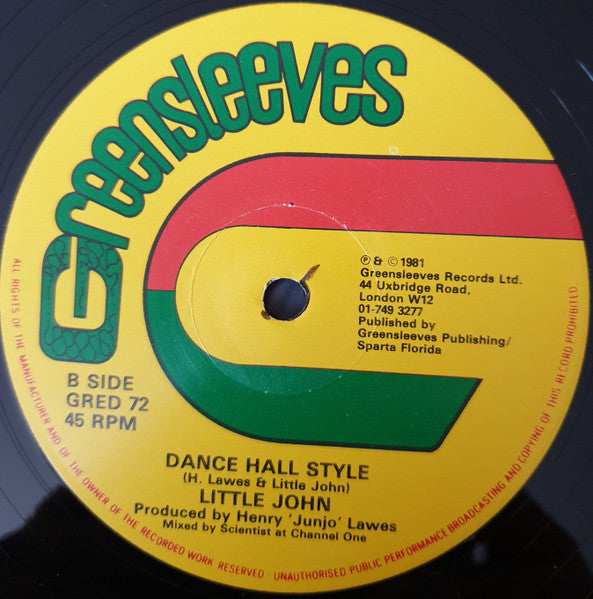 Greensleeves
℗ & © 1981
Greensleeves Records Ltd.
44 Uxbridge Road,
London W12
01-749 3277
Published by
Greensleeves Publishing/
Sparta Florida
B SIDE
GRED 72
45 RPM
DANCE HALL STYLE
(H. Lawes & Little John)
LITTLE JOHN
Produced by Henry 'Junjo' Lawes
Mixed by Scientist at Channel One
ALL RIGHTS OF THE MANUFACTURER AND OF THE OWNER OF THE RECORDED WORK RESERVED · UNAUTHORISED PUBLIC PERFORMANCE BROADCASTING AND COPYING OF THIS RECORD PROHIBITED.